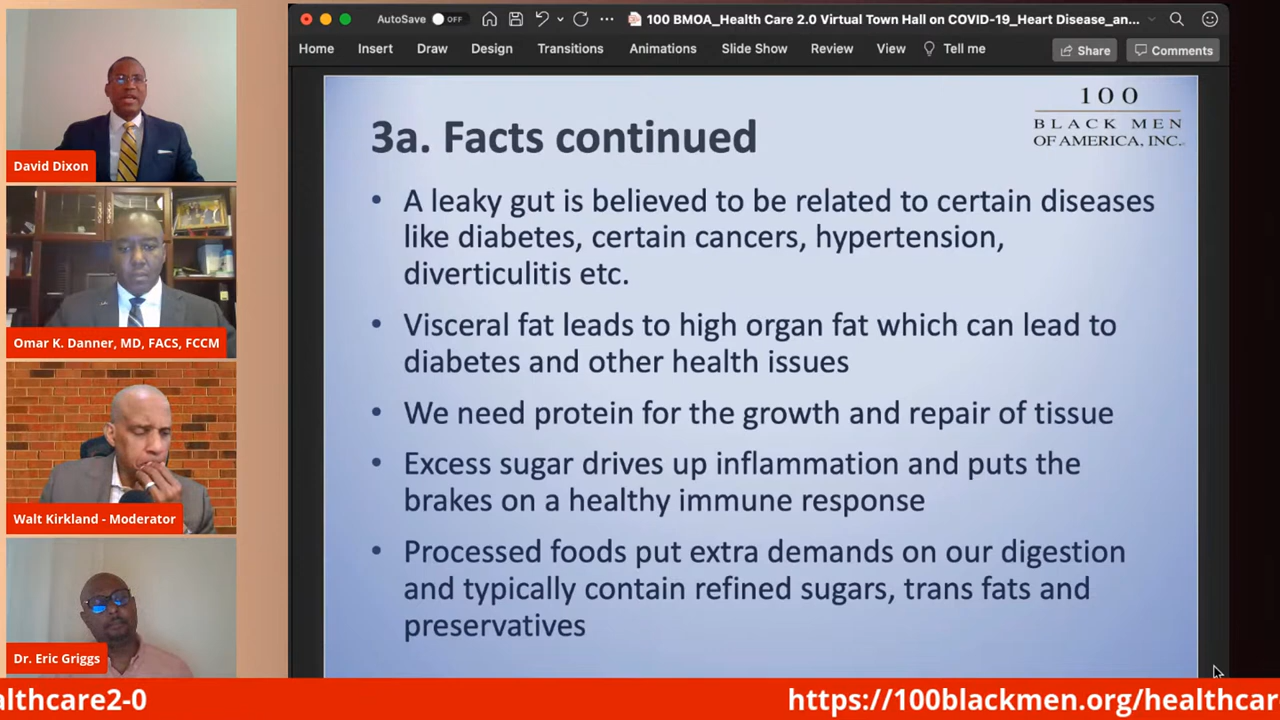 AutoSave OFF
100 BMOA_Health Care 2.0 Virtual Town Hall on COVID-19_Heart Disease_an...
Home Insert Draw Design Transitions Animations Slide Show Review View Tell me Share Comments
David Dixon
Omar K. Danner, MD, FACS, FCCM
Walt Kirkland - Moderator
Dr. Eric Griggs
100
BLACK MEN
OF AMERICA, INC.
3a. Facts continued
• A leaky gut is believed to be related to certain diseases
like diabetes, certain cancers, hypertension,
diverticulitis etc.
• Visceral fat leads to high organ fat which can lead to
diabetes and other health issues
• We need protein for the growth and repair of tissue
• Excess sugar drives up inflammation and puts the
brakes on a healthy immune response
• Processed foods put extra demands on our digestion
and typically contain refined sugars, trans fats and
preservatives
althcare2-0 https://100blackmen.org/healthcar